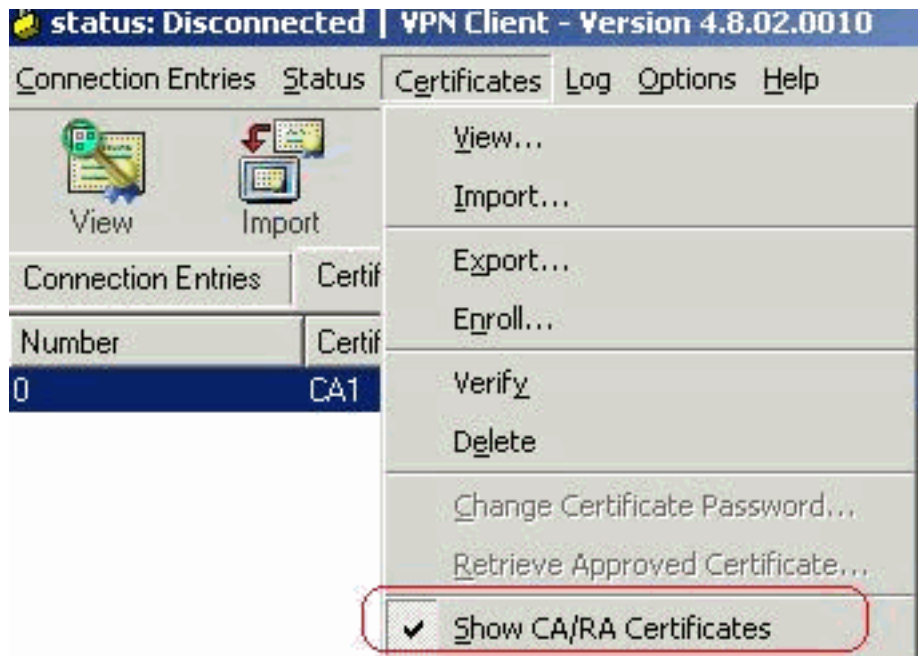 status: Disconnected | VPN Client - Version 4.8.02.0010
Connection Entries Status Certificates Log Options Help
View Import
Connection Entries Certif
Number Certif
0 CA1
View...
Import...
Export...
Enroll...
Verify
Delete
Change Certificate Password...
Retrieve Approved Certificate...
Show CA/RA Certificates